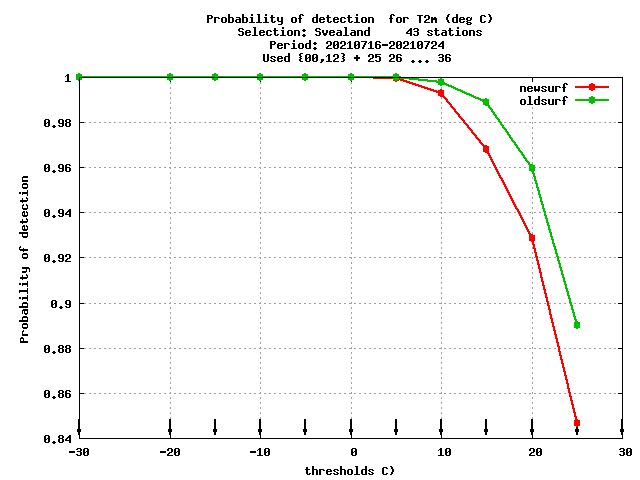 Probability of detection  for T2m (deg C)
Selection: Svealand     43 stations
Period: 20210716-20210724
Used {00,12} + 25 26 ... 36
newsurf
oldsurf
Probability of detection
1
0.98
0.96
0.94
0.92
0.9
0.88
0.86
0.84
-30 -20 -10 0 10 20 30
thresholds C)